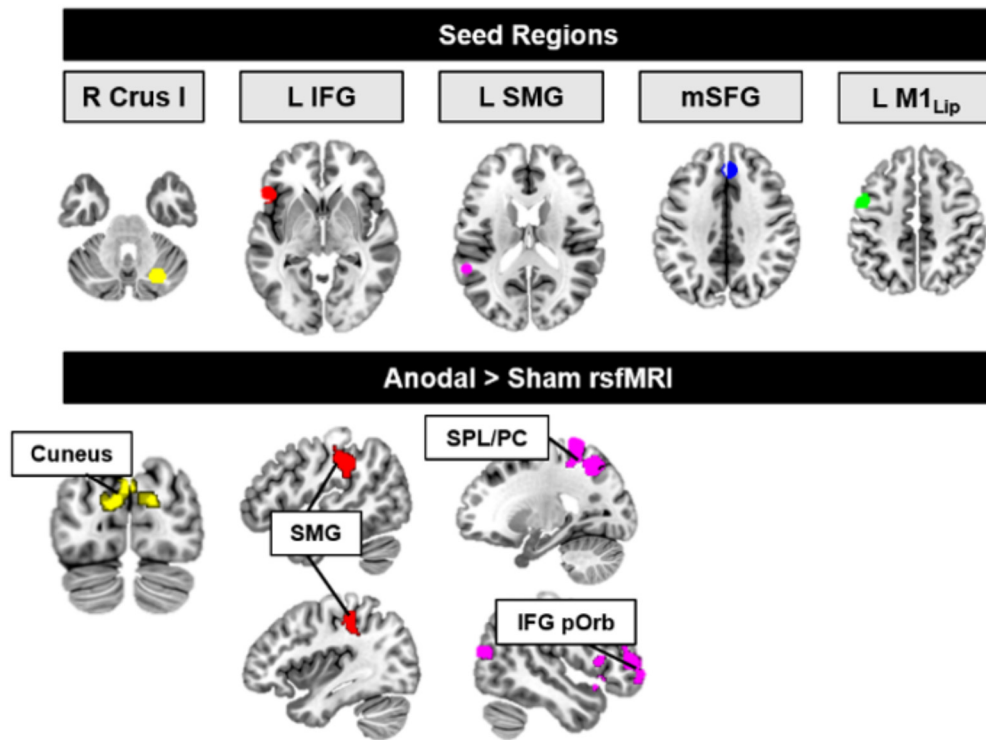 Seed Regions
R Crus I
L IFG
L SMG
mSFG
L M1Lip
Anodal > Sham rsfMRI
Cuneus
SPL/PC
SMG
IFG pOrb